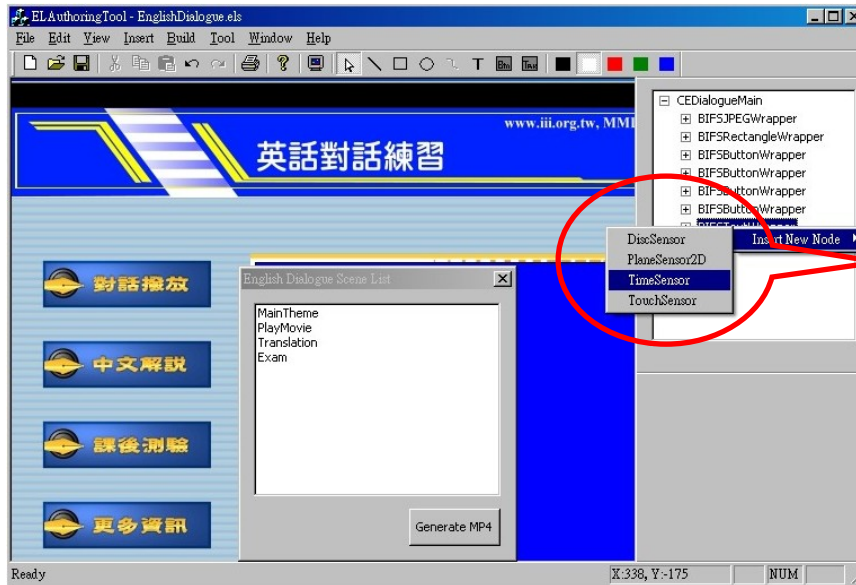 ELAuthoringTool - EnglishDialogue.els
File Edit View Insert Build Tool Window Help
T Btn
www.iii.org.tw, MMI
英話對話練習
對話撥放
中文解說
課後測驗
更多資訊
English Dialogue Scene List
MainTheme
PlayMovie
Translation
Exam
Generate MP4
CEDialogueMain
BIFSJPEGWrapper
BIFSRectangleWrapper
BIFSButtonWrapper
BIFSButtonWrapper
BIFSButtonWrapper
BIFSButtonWrapper
Insert New Node
DiscSensor
PlaneSensor2D
TimeSensor
TouchSensor
Ready
X:338, Y:-175
NUM